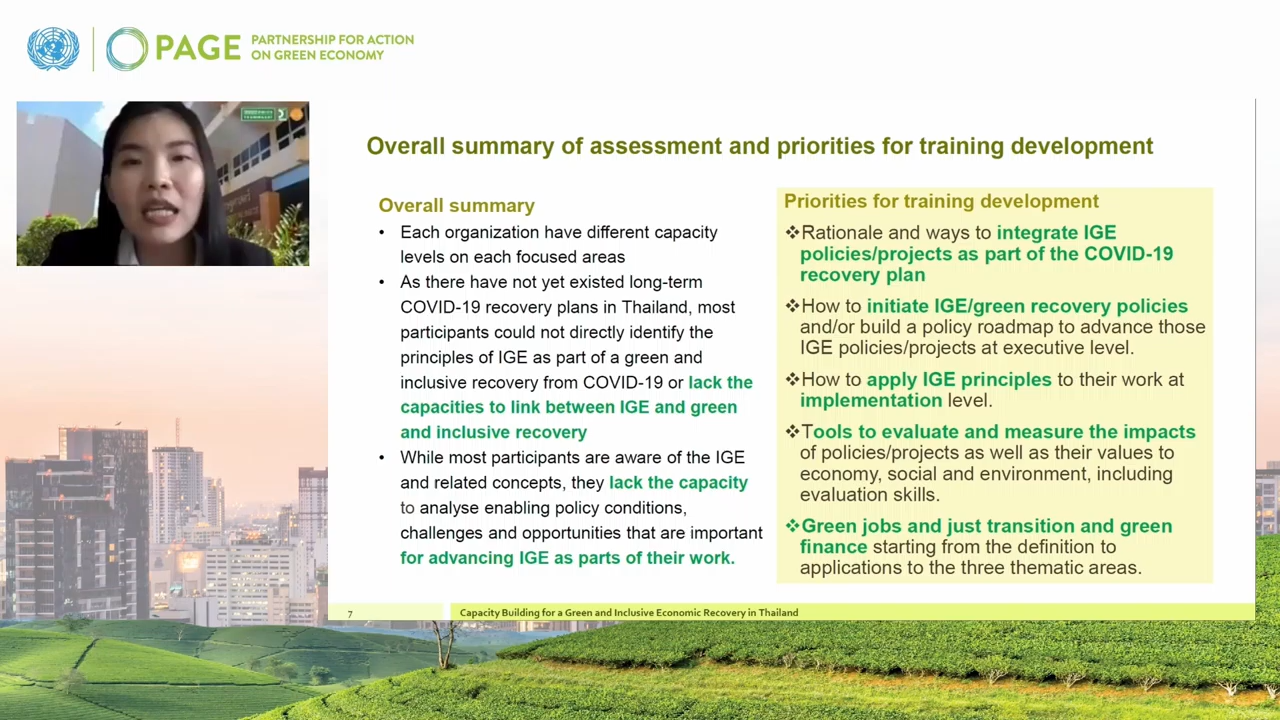 PAGE
PARTNERSHIP FOR ACTION
ON GREEN ECONOMY
Overall summary of assessment and priorities for training development
Overall summary
• Each organization have different capacity
levels on each focused areas
• As there have not yet existed long-term
COVID-19 recovery plans in Thailand, most
participants could not directly identify the
principles of IGE as part of a green and
inclusive recovery from COVID-19 or lack the
capacities to link between IGE and green
and inclusive recovery
• While most participants are aware of the IGE
and related concepts, they lack the capacity
to analyse enabling policy conditions,
challenges and opportunities that are important
for advancing IGE as parts of their work.
Priorities for training development
❖Rationale and ways to integrate IGE
policies/projects as part of the COVID-19
recovery plan
❖How to initiate IGE/green recovery policies
and/or build a policy roadmap to advance those
IGE policies/projects at executive level.
❖How to apply IGE principles to their work at
implementation level.
❖Tools to evaluate and measure the impacts
of policies/projects as well as their values to
economy, social and environment, including
evaluation skills.
❖Green jobs and just transition and green
finance starting from the definition to
applications to the three thematic areas.
7
Capacity Building for a Green and Inclusive Economic Recovery in Thailand